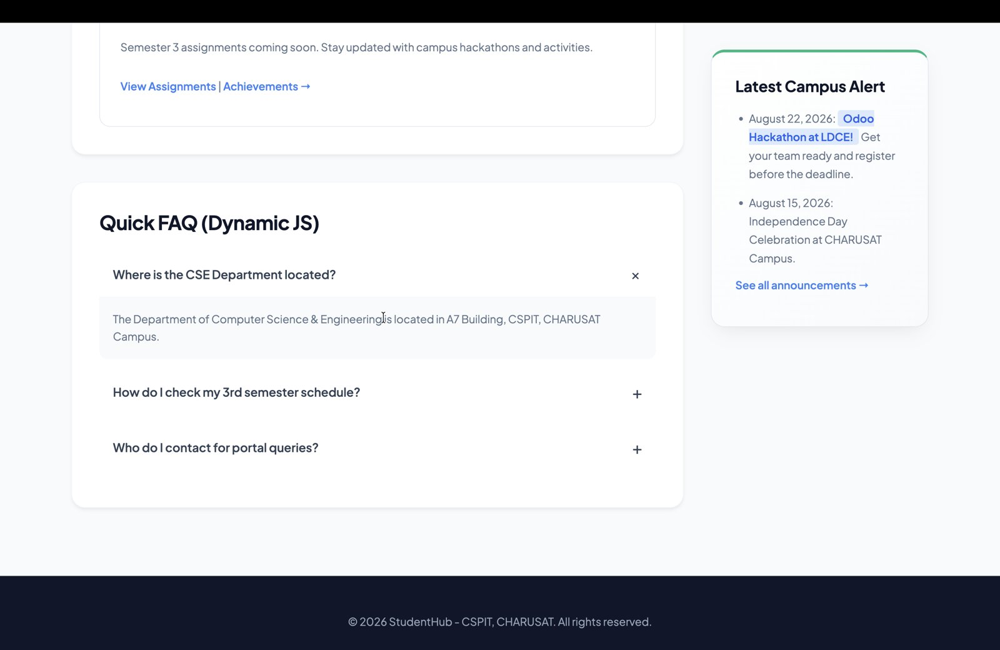 Semester 3 assignments coming soon. Stay updated with campus hackathons and activities.
View Assignments | Achievements →
Quick FAQ (Dynamic JS)
Where is the CSE Department located?
×
The Department of Computer Science & Engineering is located in A7 Building, CSPIT, CHARUSAT
Campus.
How do I check my 3rd semester schedule?
+
Who do I contact for portal queries?
+
Latest Campus Alert
• August 22, 2026: Odoo
Hackathon at LDCE! Get
your team ready and register
before the deadline.
• August 15, 2026:
Independence Day
Celebration at CHARUSAT
Campus.
See all announcements →
© 2026 StudentHub - CSPIT, CHARUSAT. All rights reserved.